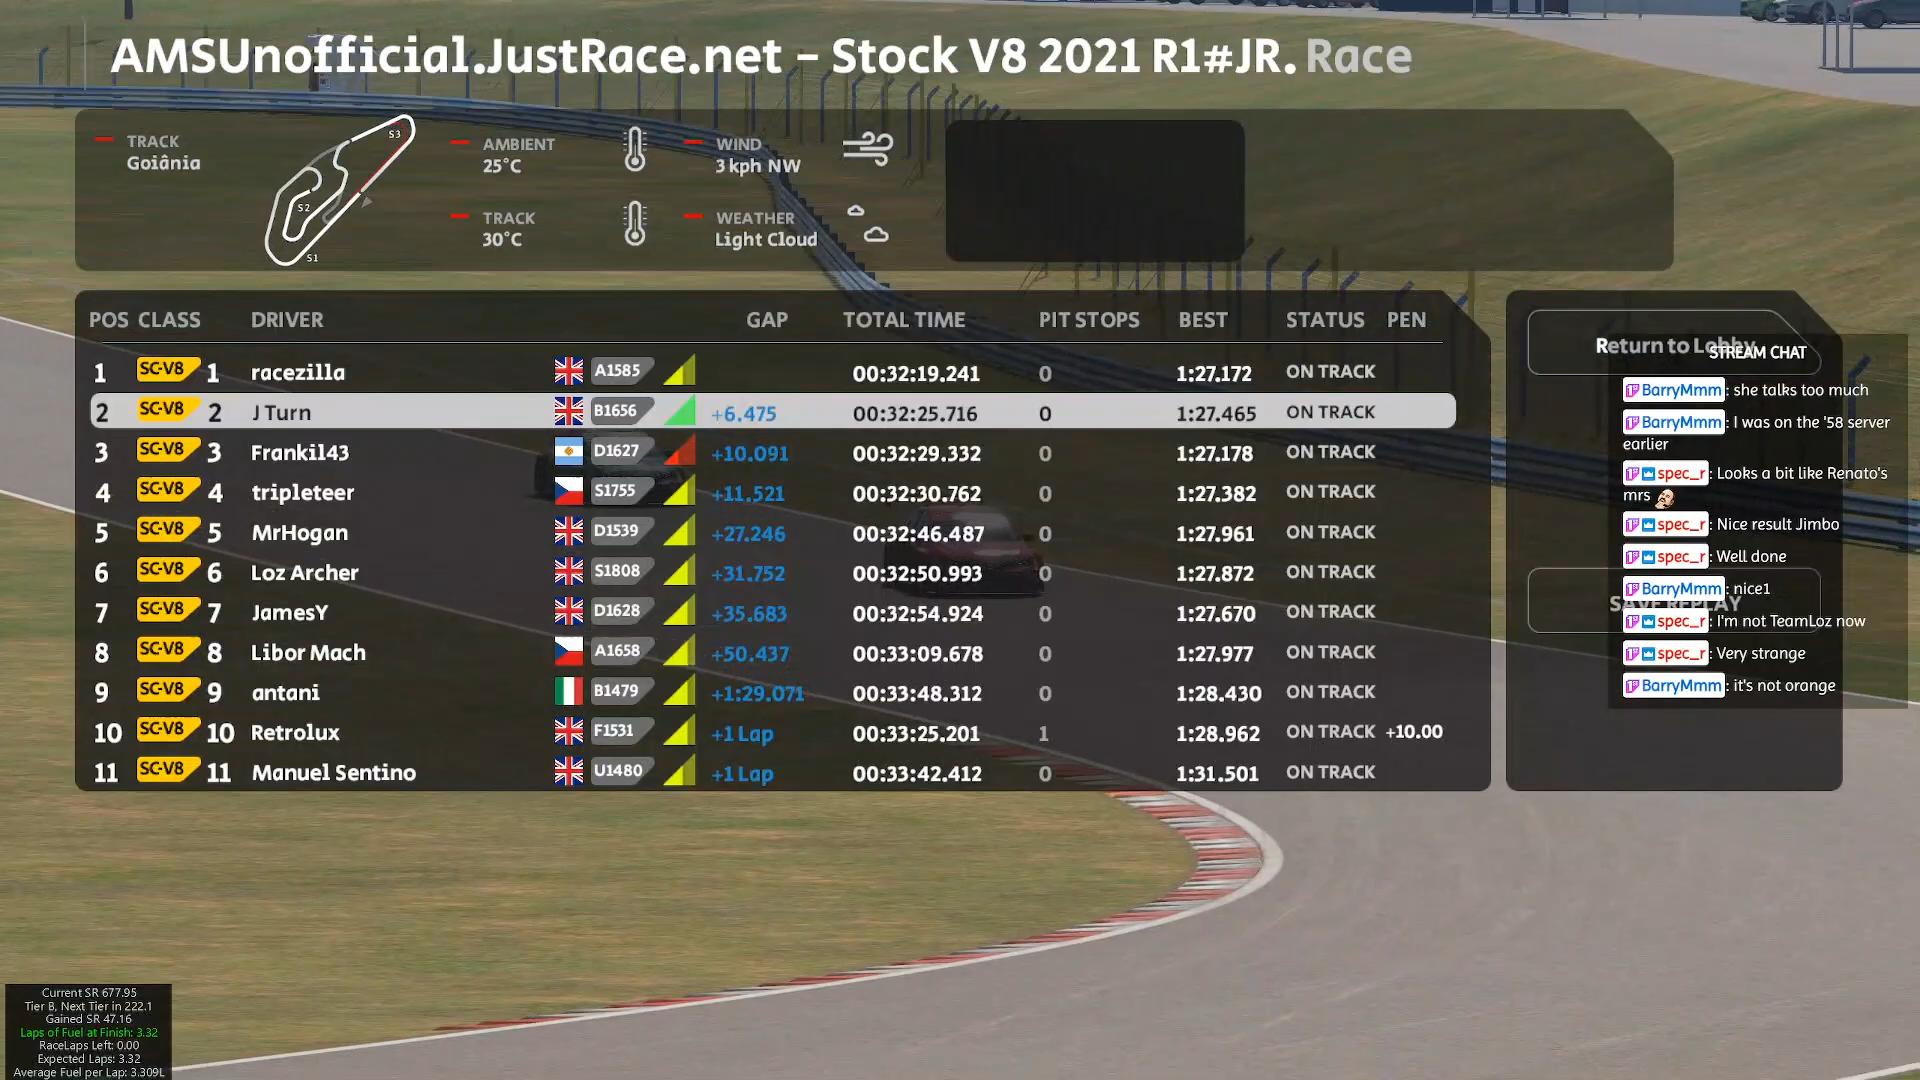 AMSUnofficial.JustRace.net - Stock V8 2021 R1#JR. Race
TRACK
Goiânia
S3
S2
S1
AMBIENT
25°C
TRACK
30°C
WIND
3 kph NW
WEATHER
Light Cloud
POS CLASS DRIVER GAP TOTAL TIME PIT STOPS BEST STATUS PEN
1 SC-V8 1 racezilla A1585 00:32:19.241 0 1:27.172 ON TRACK
2 SC-V8 2 J Turn B1656 +6.475 00:32:25.716 0 1:27.465 ON TRACK
3 SC-V8 3 Frankil43 D1627 +10.091 00:32:29.332 0 1:27.178 ON TRACK
4 SC-V8 4 tripleteer S1755 +11.521 00:32:30.762 0 1:27.382 ON TRACK
5 SC-V8 5 MrHogan D1539 +27.246 00:32:46.487 0 1:27.961 ON TRACK
6 SC-V8 6 Loz Archer S1808 +31.752 00:32:50.993 0 1:27.872 ON TRACK
7 SC-V8 7 JamesY D1628 +35.683 00:32:54.924 0 1:27.670 ON TRACK
8 SC-V8 8 Libor Mach A1658 +50.437 00:33:09.678 0 1:27.977 ON TRACK
9 SC-V8 9 antani B1479 +1:29.071 00:33:48.312 0 1:28.430 ON TRACK
10 SC-V8 10 Retrolux F1531 +1 Lap 00:33:25.201 1 1:28.962 ON TRACK +10.00
11 SC-V8 11 Manuel Sentino U1480 +1 Lap 00:33:42.412 0 1:31.501 ON TRACK
Return to Lobby
STREAM CHAT
BarryMmm: she talks too much
BarryMmm: I was on the '58 server
earlier
spec_r: Looks a bit like Renato's
mrs
spec_r: Nice result Jimbo
spec_r: Well done
BarryMmm: nice1
SAVE REPLAY
spec_r: I'm not TeamLoz now
spec_r: Very strange
BarryMmm: it's not orange
Current SR 677.95
Tier B, Next Tier in 222.1
Gained SR 47.16
Laps of Fuel at Finish: 3.32
RaceLaps Left: 0.00
Expected Laps: 3.32
Average Fuel per Lap: 3.309L